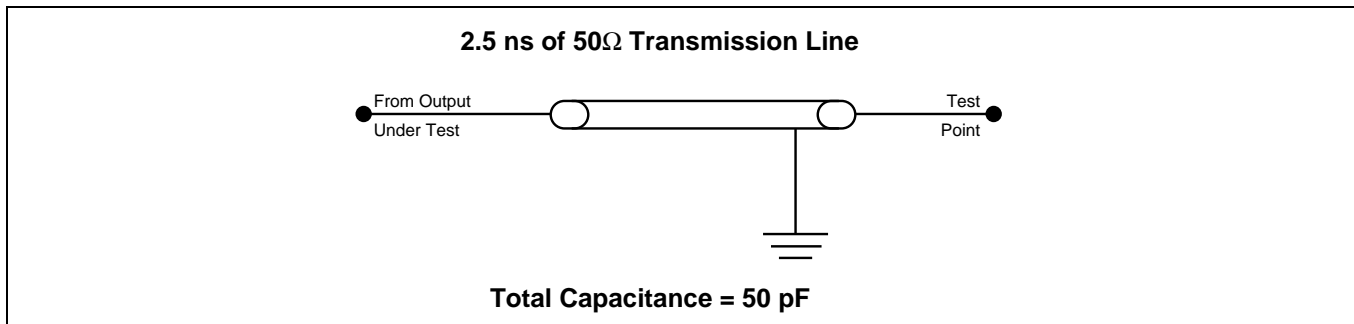 2.5 ns of 50Ω Transmission Line
From Output
Under Test
Test
Point
Total Capacitance = 50 pF